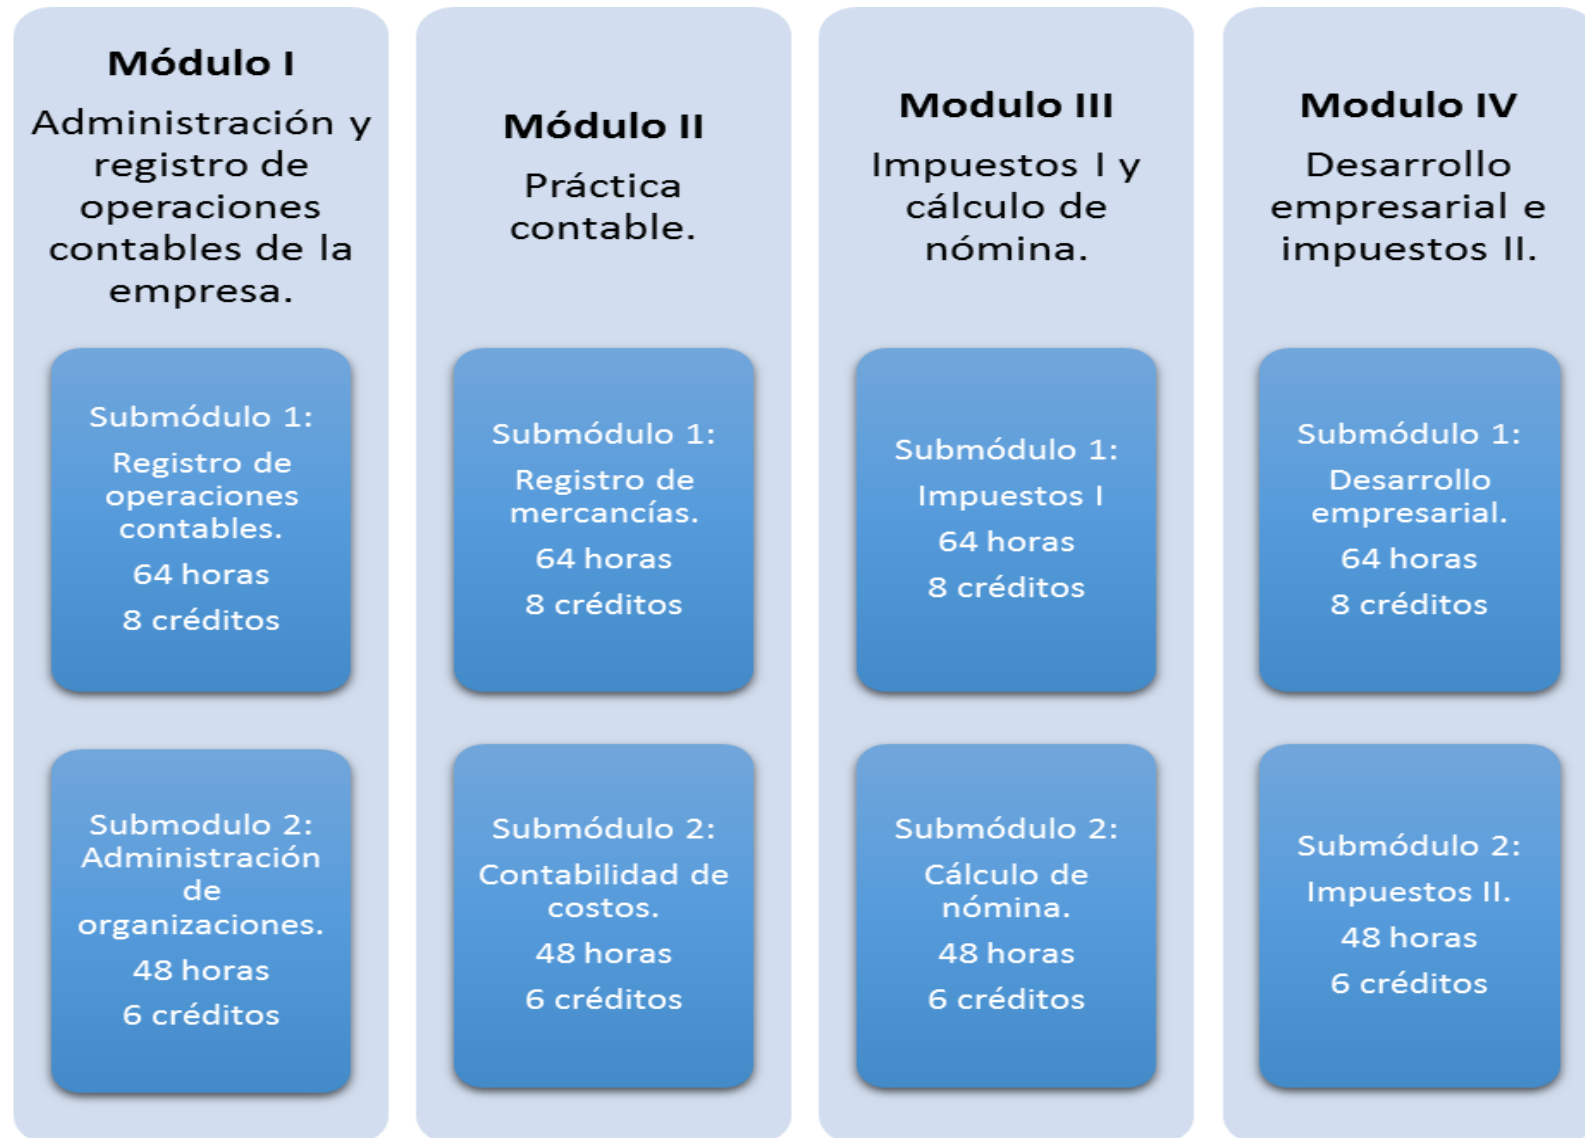 Módulo I
Administración y
registro de
operaciones
contables de la
empresa.
Submódulo 1:
Registro de
operaciones
contables.
64 horas
8 créditos
Submodulo 2:
Administración
de
organizaciones.
48 horas
6 créditos
Módulo II
Práctica
contable.
Submódulo 1:
Registro de
mercancías.
64 horas
8 créditos
Submódulo 2:
Contabilidad de
costos.
48 horas
6 créditos
Modulo III
Impuestos I y
cálculo de
nómina.
Submódulo 1:
Impuestos I
64 horas
8 créditos
Submódulo 2:
Cálculo de
nómina.
48 horas
6 créditos
Modulo IV
Desarrollo
empresarial e
impuestos II.
Submódulo 1:
Desarrollo
empresarial.
64 horas
8 créditos
Submódulo 2:
Impuestos II.
48 horas
6 créditos